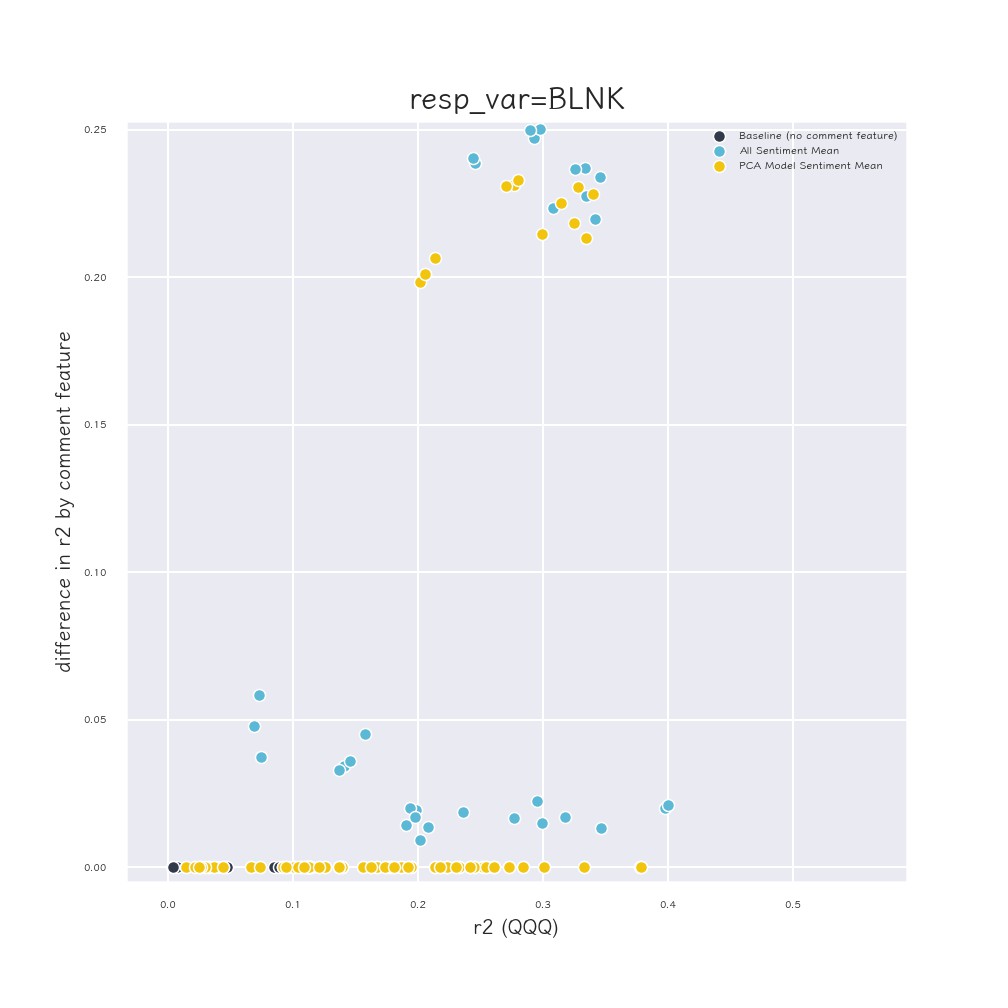 resp_var=BLNK
Baseline (no comment feature)
All Sentiment Mean
PCA Model Sentiment Mean
difference in r2 by comment feature
0.25
0.20
0.15
0.10
0.05
0.00
0.0 0.1 0.2 0.3 0.4 0.5
r2 (QQQ)